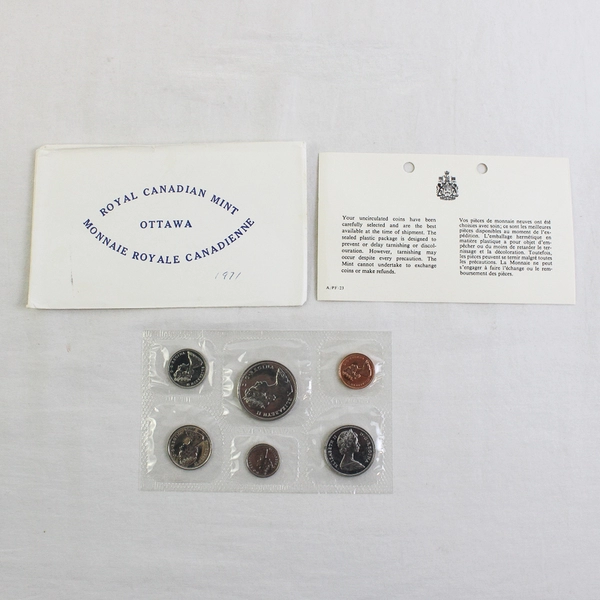 ROYAL CANADIAN MINT
OTTAWA
MONNAIE ROYALE CANADIENNE
1971
Your uncirculated coins have been
carefully selected and are the best
available at the time of shipment. The
sealed plastic package is designed to
prevent or delay tarnishing or discol-
ouration. However, tarnishing may
occur despite every precaution. The
Mint cannot undertake to exchange
coins or make refunds.
A/PF/23
Vos pièces de monnaie neuves ont été
choisies avec soin; ce sont les meilleures
pièces disponibles au moment de l'ex-
pédition. L'emballage hermétique en
matière plastique a pour objet d'em-
pêcher ou du moins de retarder le ter-
nissage et la décoloration. Toutefois,
les pièces peuvent se ternir malgré toutes
les précautions. La Monnaie ne peut
s'engager à faire l'échange ou le rem-
boursement des pièces.
ELIZABETH II